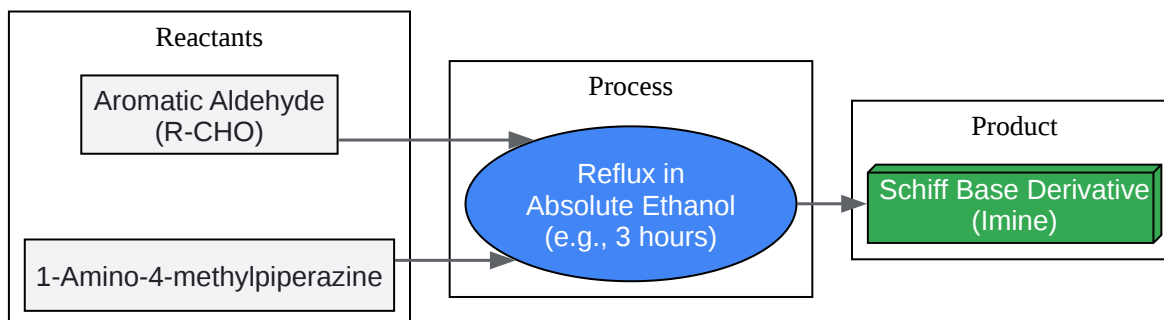 Reactants
Aromatic Aldehyde
(R-CHO)
1-Amino-4-methylpiperazine
Process
Reflux in
Absolute Ethanol
(e.g., 3 hours)
Product
Schiff Base Derivative
(Imine)